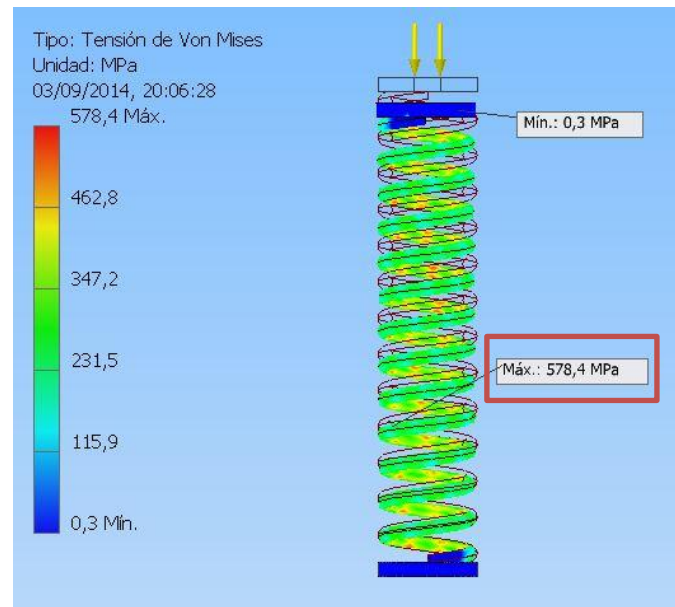 Tipo: Tensión de Von Mises
Unidad: MPa
03/09/2014, 20:06:28
578,4 Máx.
462,8
347,2
231,5
115,9
0,3 Mín.
Mín.: 0,3 MPa
Máx.: 578,4 MPa